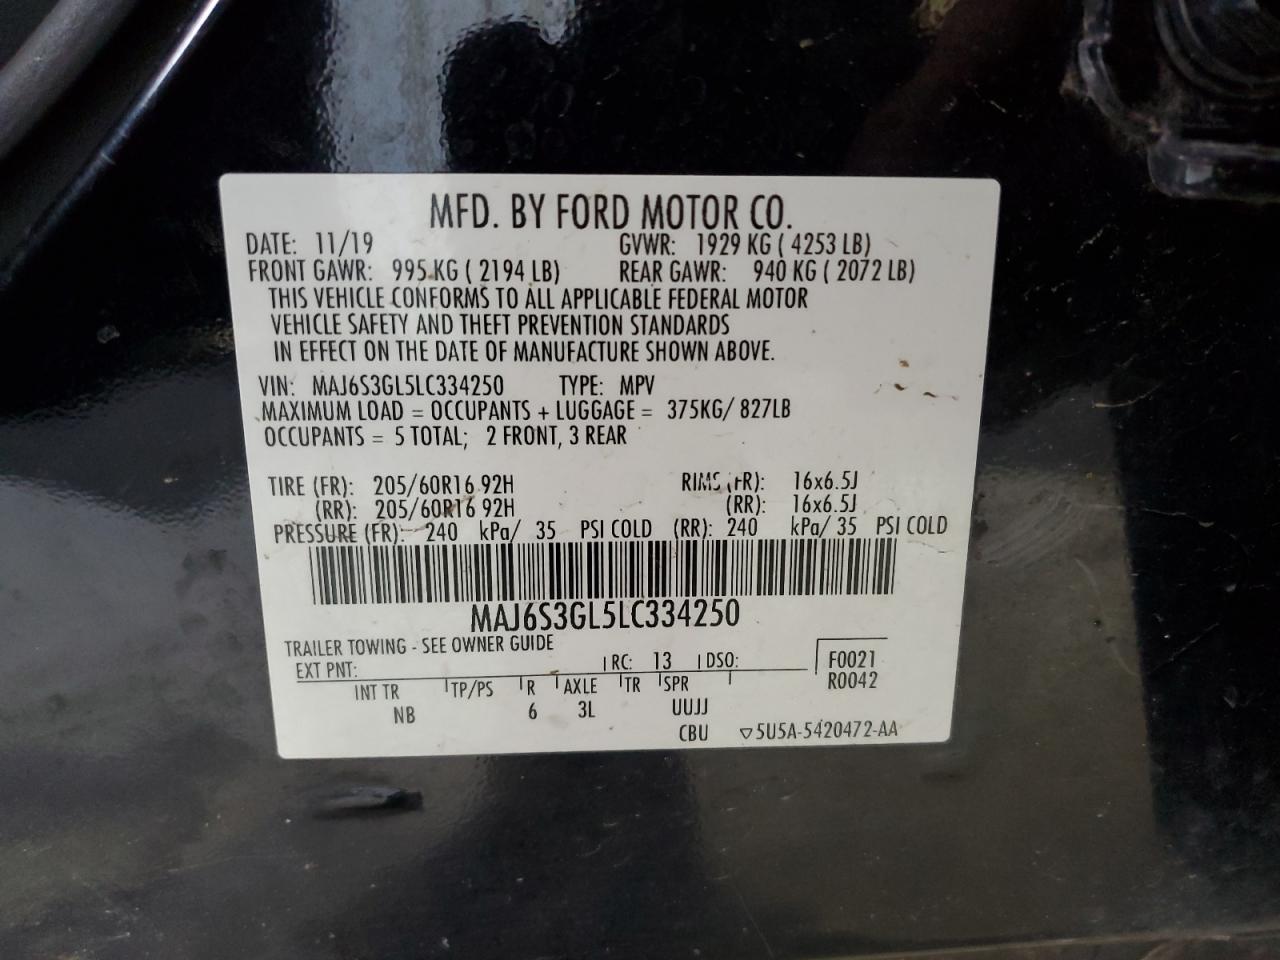 MFD. BY FORD MOTOR CO.
DATE: 11/19 GVWR: 1929 KG ( 4253 LB)
FRONT GAWR: 995 KG ( 2194 LB) REAR GAWR: 940 KG ( 2072 LB)
THIS VEHICLE CONFORMS TO ALL APPLICABLE FEDERAL MOTOR
VEHICLE SAFETY AND THEFT PREVENTION STANDARDS
IN EFFECT ON THE DATE OF MANUFACTURE SHOWN ABOVE.
VIN: MAJ6S3GL5LC334250 TYPE: MPV
MAXIMUM LOAD = OCCUPANTS + LUGGAGE = 375KG/ 827LB
OCCUPANTS = 5 TOTAL; 2 FRONT, 3 REAR
TIRE (FR): 205/60R16 92H RIMS (FR): 16x6.5J
(RR): 205/60R16 92H (RR): 16x6.5J
PRESSURE (FR): 240 kPa/ 35 PSI COLD (RR): 240 kPa/ 35 PSI COLD
MAJ6S3GL5LC334250
TRAILER TOWING - SEE OWNER GUIDE
EXT PNT: RC: 13 DSO: F0021
INT TR TP/PS R AXLE TR SPR R0042
NB 6 3L UUJJ
CBU ▽5U5A-5420472-AA